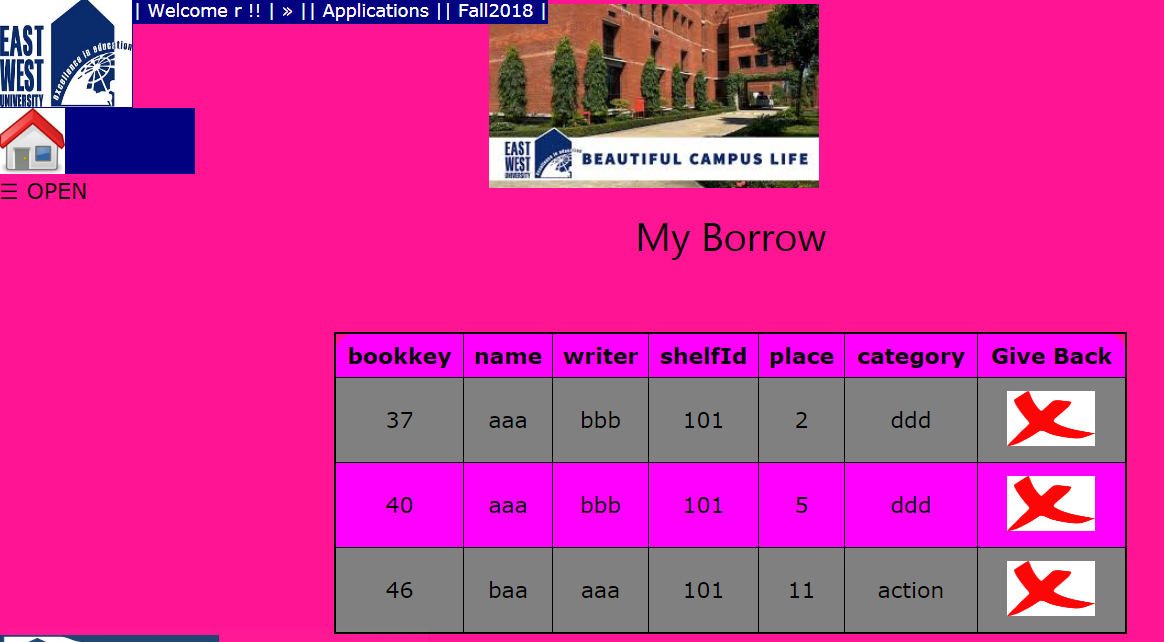 | Welcome r !! | » || Applications || Fall2018 |
EAST
WEST
UNIVERSITY
excellence in education
☰ OPEN
EAST
WEST
UNIVERSITY
excellence in education
BEAUTIFUL CAMPUS LIFE
My Borrow
bookkey name writer shelfId place category Give Back
37 aaa bbb 101 2 ddd
40 aaa bbb 101 5 ddd
46 baa aaa 101 11 action